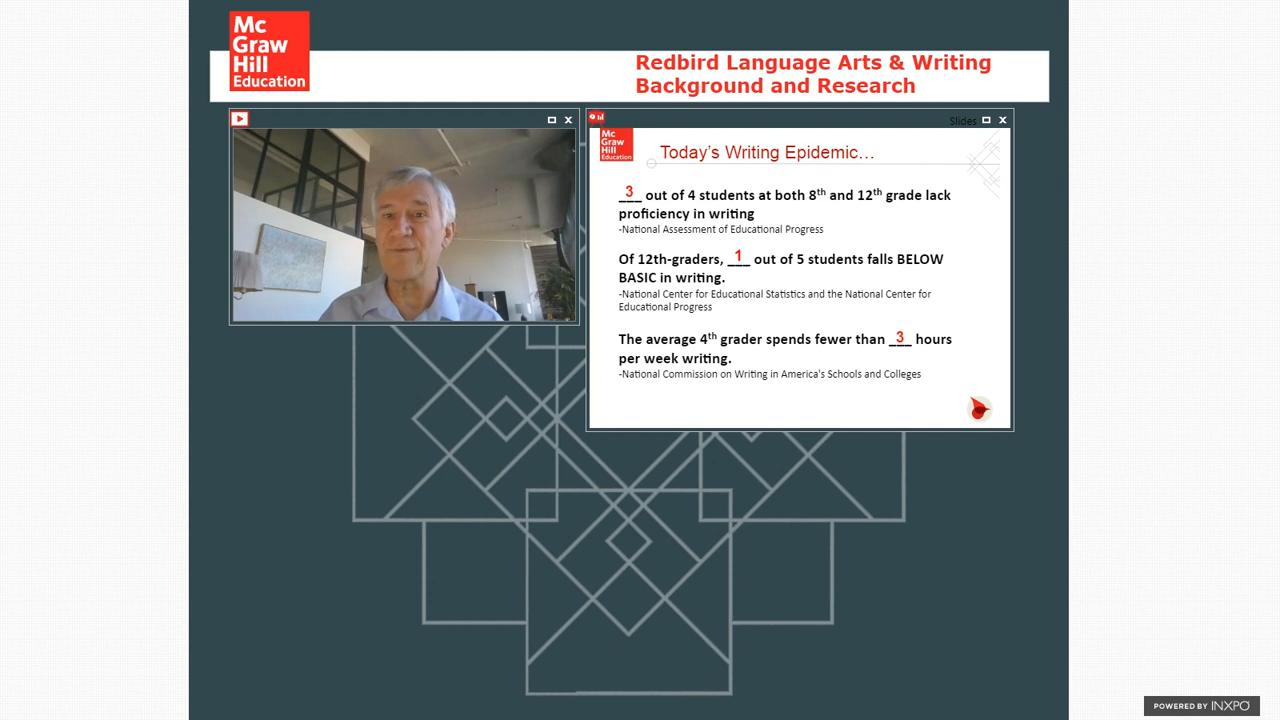 Mc
Graw
Hill
Education
Redbird Language Arts & Writing
Background and Research
Slides
Mc
Graw
Hill
Education
Today's Writing Epidemic...
3 out of 4 students at both 8th and 12th grade lack
proficiency in writing
-National Assessment of Educational Progress
Of 12th-graders, 1 out of 5 students falls BELOW
BASIC in writing.
-National Center for Educational Statistics and the National Center for
Educational Progress
The average 4th grader spends fewer than 3 hours
per week writing.
-National Commission on Writing in America's Schools and Colleges
POWERED BY INXPO